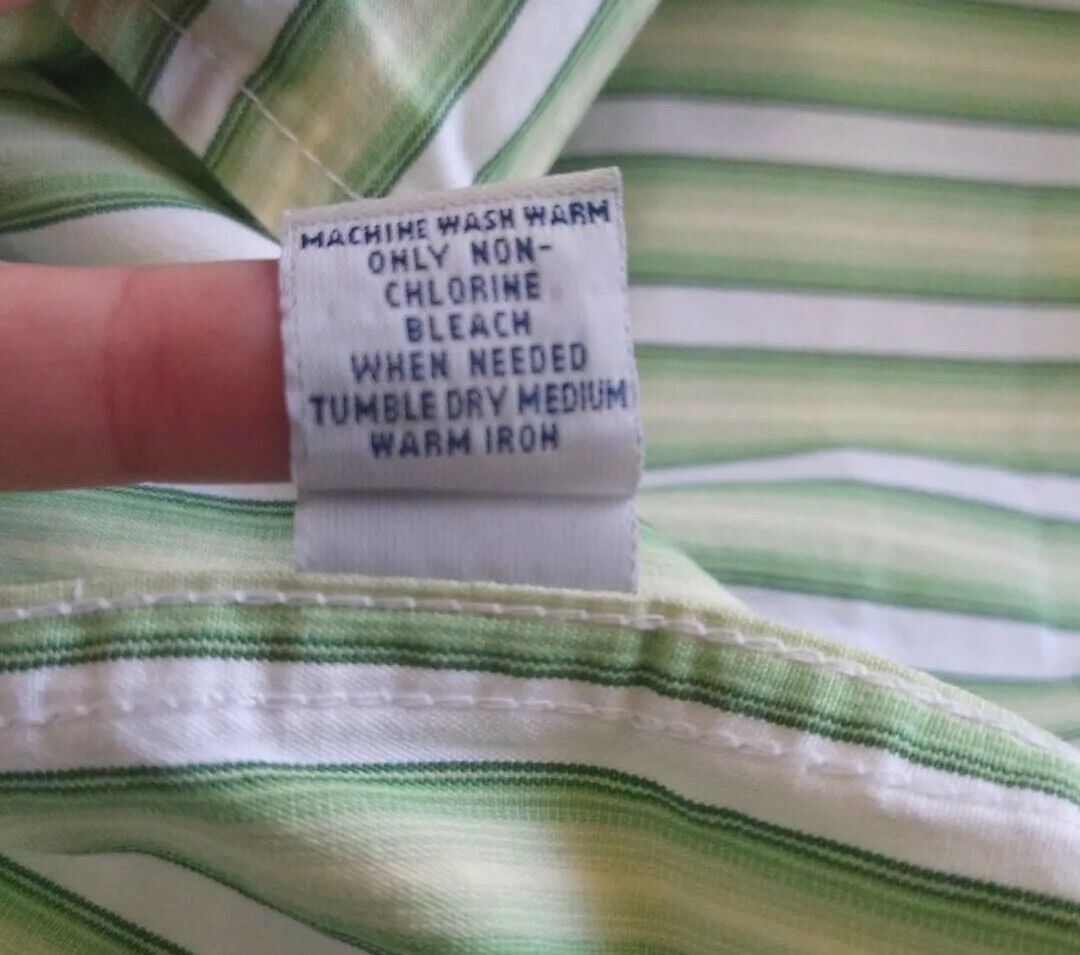 MACHINE WASH WARM
ONLY NON-
CHLORINE
BLEACH
WHEN NEEDED
TUMBLE DRY MEDIUM
WARM IRON